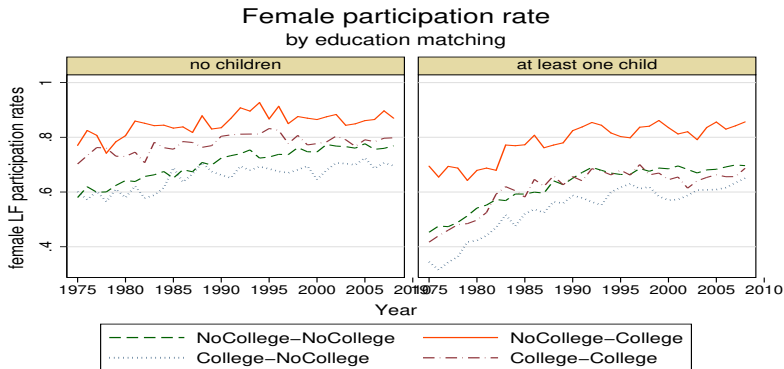 Female participation rate
by education matching
no children
at least one child
female LF participation rates
1
.8
.6
.4
1975 1980 1985 1990 1995 2000 2005 2010
1975 1980 1985 1990 1995 2000 2005 2010
Year
NoCollege−NoCollege NoCollege−College
College−NoCollege College−College